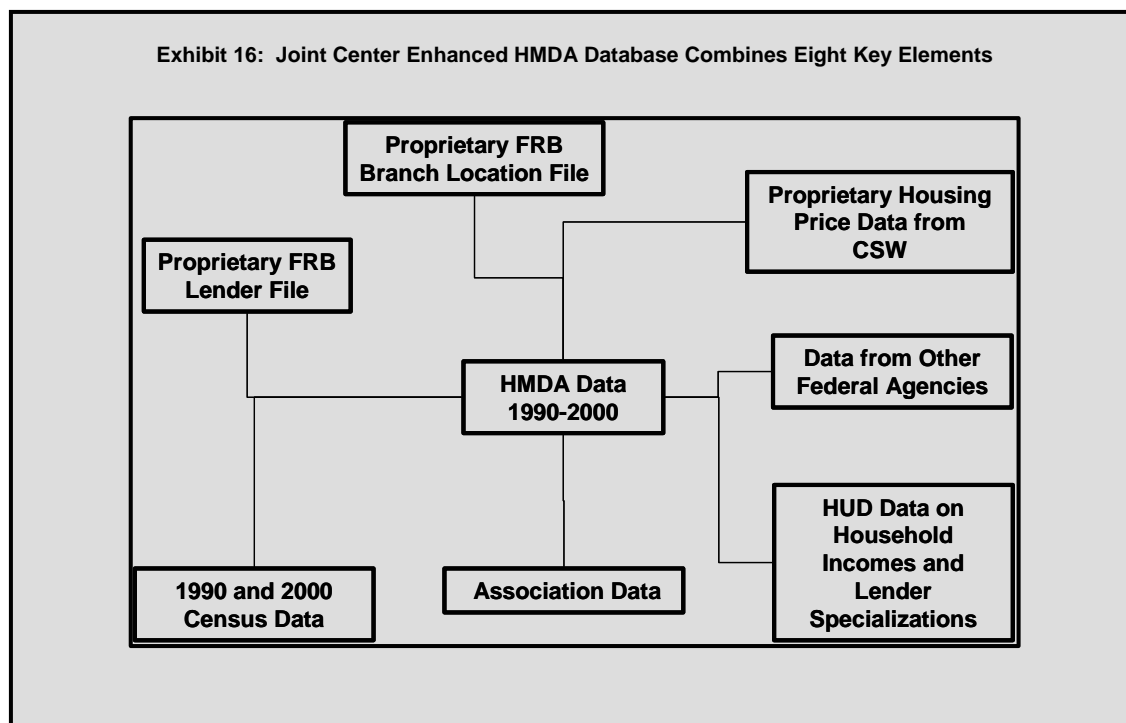 Exhibit 16: Joint Center Enhanced HMDA Database Combines Eight Key Elements
Proprietary FRB
Branch Location File
Proprietary Housing
Price Data from
CSW
Proprietary FRB
Lender File
HMDA Data
1990-2000
Data from Other
Federal Agencies
HUD Data on
Household
Incomes and
Lender
Specializations
1990 and 2000
Census Data
Association Data